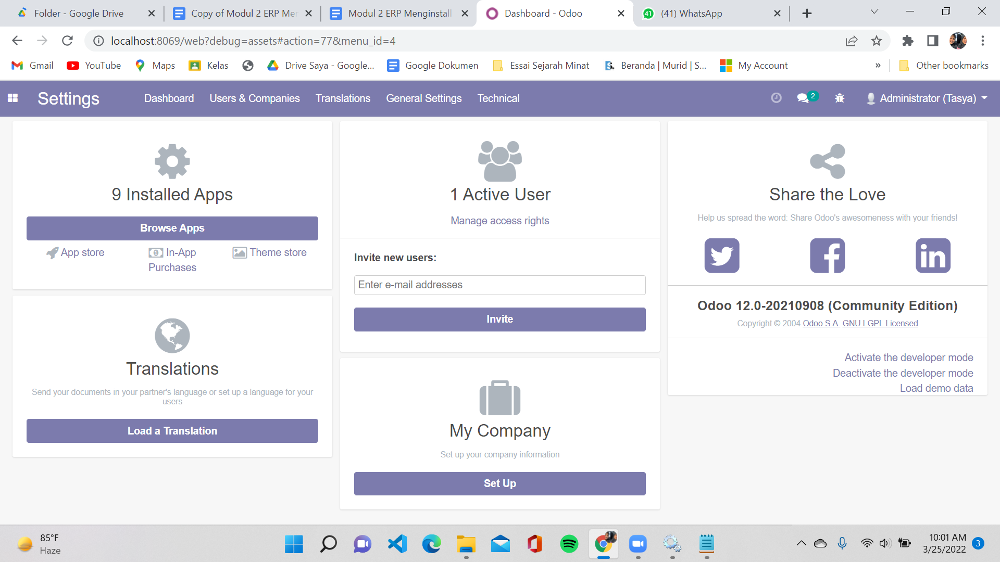 Folder - Google Drive
Copy of Modul 2 ERP Mer
Modul 2 ERP Menginstall
Dashboard - Odoo
41
(41) WhatsApp
localhost:8069/web?debug=assets#action=77&menu_id=4
Gmail
YouTube
Maps
Kelas
Drive Saya - Google...
Google Dokumen
Essai Sejarah Minat
Beranda | Murid | S...
My Account
»
Other bookmarks
Settings
Dashboard
Users & Companies
Translations
General Settings
Technical
2
Administrator (Tasya)
9 Installed Apps
Browse Apps
App store
In-App
Purchases
Theme store
Translations
Send your documents in your partner's language or set up a language for your
users
Load a Translation
1 Active User
Manage access rights
Invite new users:
Enter e-mail addresses
Invite
My Company
Set up your company information
Set Up
Share the Love
Help us spread the word: Share Odoo's awesomeness with your friends!
Odoo 12.0-20210908 (Community Edition)
Copyright © 2004 Odoo S.A. GNU LGPL Licensed
Activate the developer mode
Deactivate the developer mode
Load demo data
85°F
Haze
10:01 AM
3/25/2022
3